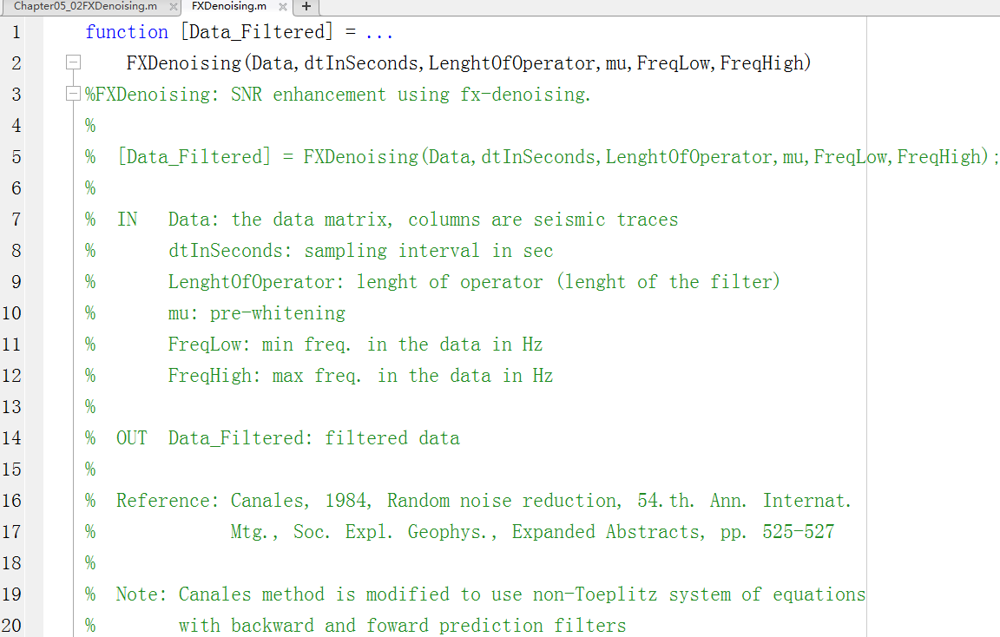 Chapter05_02FXDenoising.m × FXDenoising.m × +
1 function [Data_Filtered] = ...
2 FXDenoising(Data,dtInSeconds,LenghtOfOperator,mu,FreqLow,FreqHigh)
3 %FXDenoising: SNR enhancement using fx-denoising.
4 %
5 % [Data_Filtered] = FXDenoising(Data,dtInSeconds,LenghtOfOperator,mu,FreqLow,FreqHigh);
6 %
7 % IN Data: the data matrix, columns are seismic traces
8 % dtInSeconds: sampling interval in sec
9 % LenghtOfOperator: lenght of operator (lenght of the filter)
10 % mu: pre-whitening
11 % FreqLow: min freq. in the data in Hz
12 % FreqHigh: max freq. in the data in Hz
13 %
14 % OUT Data_Filtered: filtered data
15 %
16 % Reference: Canales, 1984, Random noise reduction, 54.th. Ann. Internat.
17 % Mtg., Soc. Expl. Geophys., Expanded Abstracts, pp. 525-527
18 %
19 % Note: Canales method is modified to use non-Toeplitz system of equations
20 % with backward and foward prediction filters